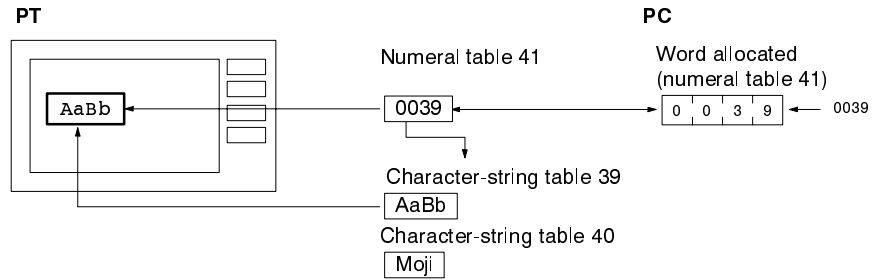 PT
PC
Numeral table 41
Word allocated
(numeral table 41)
AaBb
0039
0 0 3 9
0039
Character-string table 39
AaBb
Character-string table 40
Moji